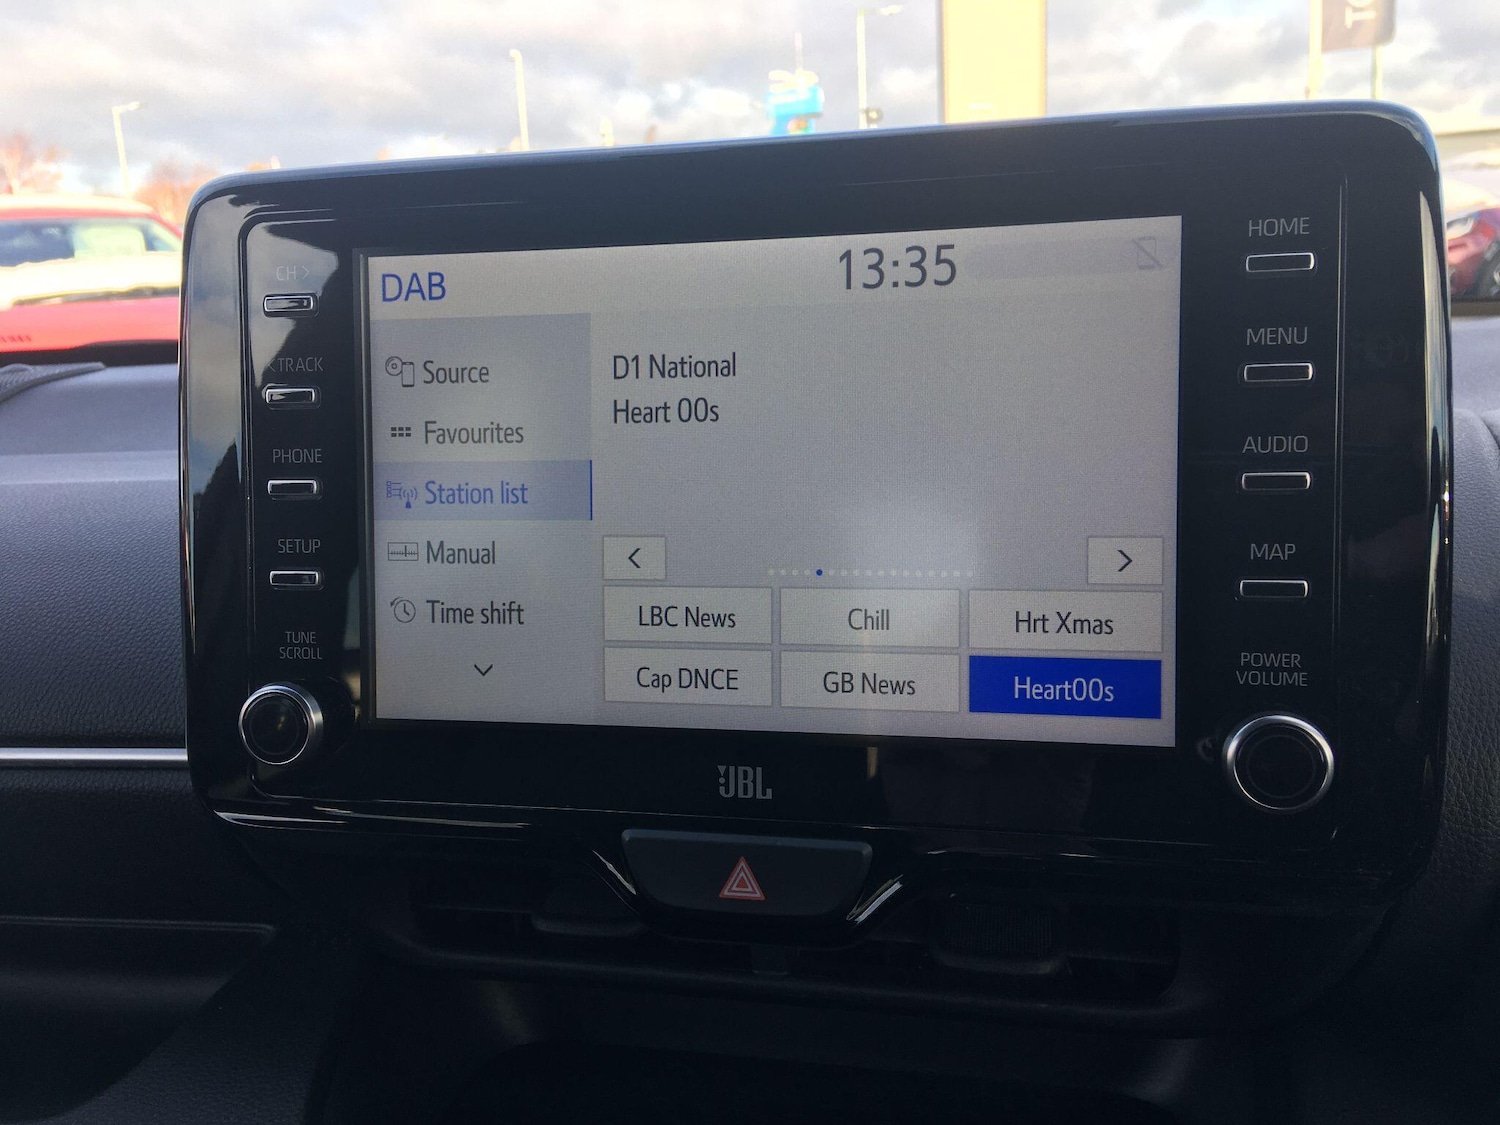 DAB
13:35
Source
Favourites
Station list
Manual
Time shift
D1 National
Heart 00s
<
>
LBC News
Chill
Hrt Xmas
Cap DNCE
GB News
Heart00s
CH >
< TRACK
PHONE
SETUP
TUNE
SCROLL
HOME
MENU
AUDIO
MAP
POWER
VOLUME
JBL